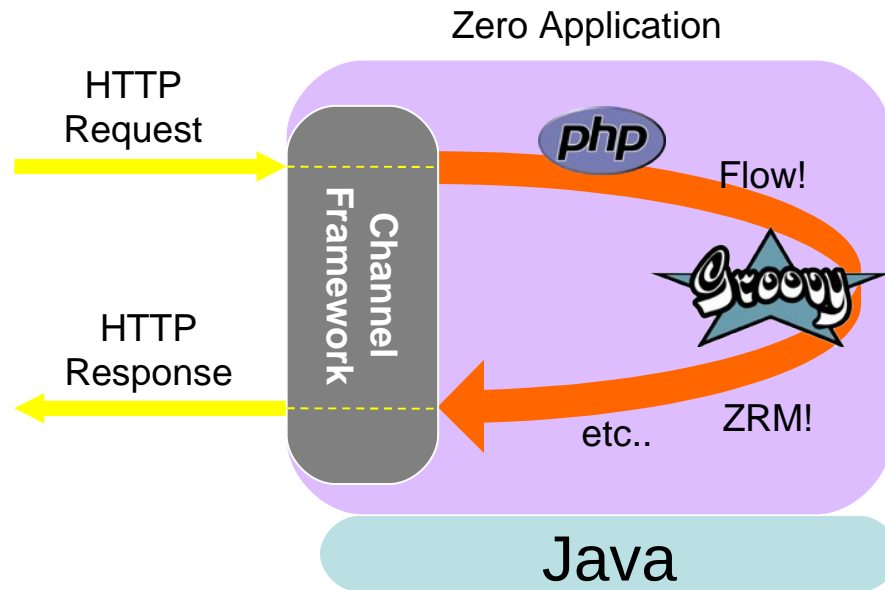 Zero Application
HTTP
Request
php
Flow!
Channel
Framework
Groovy
HTTP
Response
ZRM!
etc..
Java